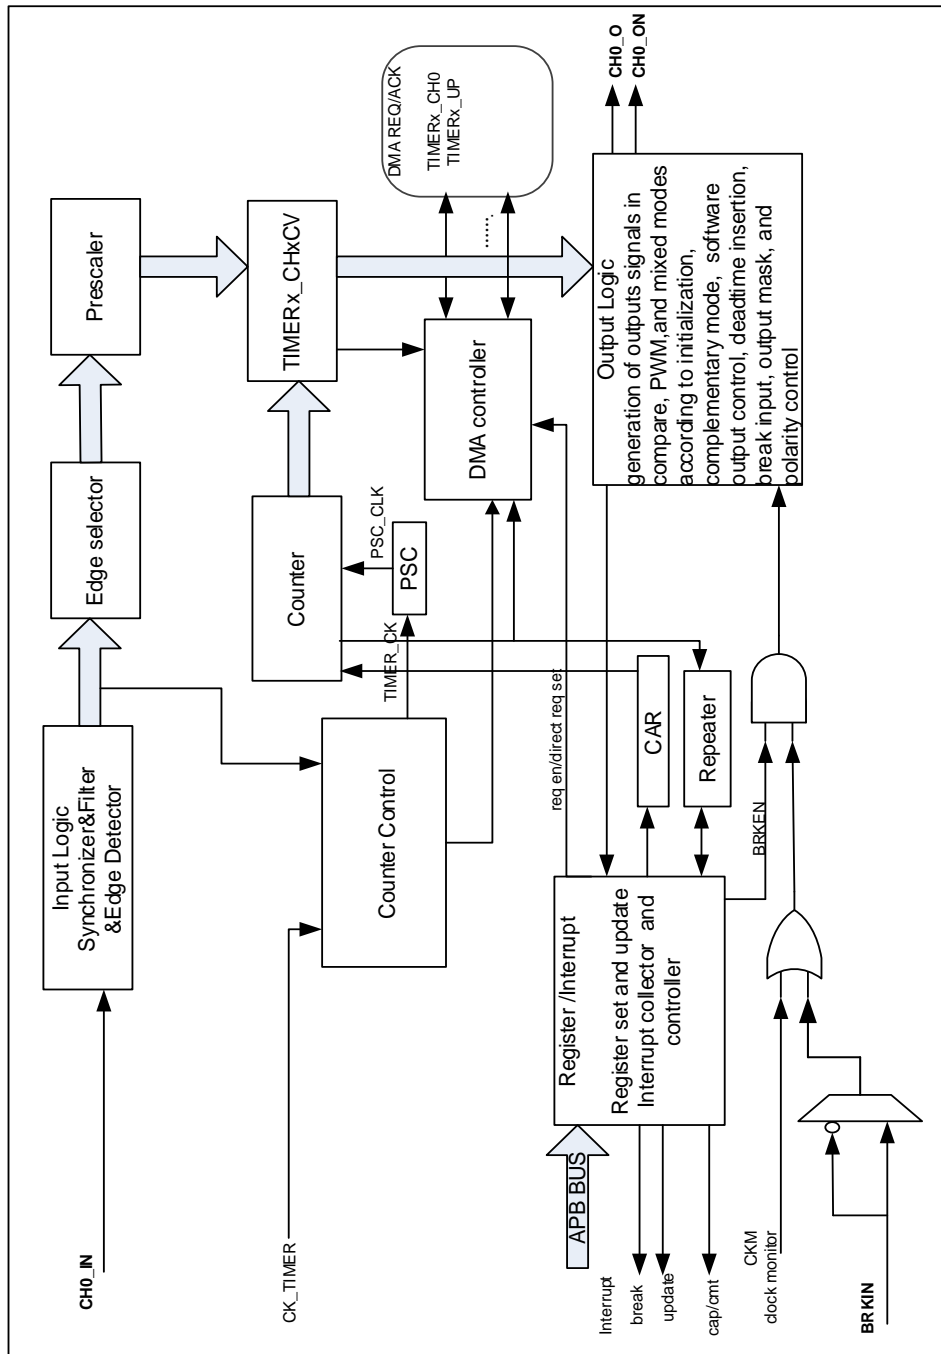 CH0_IN
Input Logic
Synchronizer&Filter
&Edge Detector
Edge selector
Prescaler
CK_TIMER
Counter Control
TIMER_CK
PSC
PSC_CLK
Counter
TIMERx_CHxCV
DMA REQ/ACK
TIMERx_CH0
TIMERx_UP
.......
DMA controller
APB BUS
Register /Interrupt
Register set and update
Interrupt collector and
controller
req en/direct req set
CAR
Repeater
Interrupt
break
update
cap/cmt
BRKEN
CKM
clock monitor
BRKIN
Output Logic
generation of outputs signals in
compare, PWM,and mixed modes
according to initialization,
complementary mode, software
output control, deadtime insertion,
break input, output mask, and
polarity control
CH0_O
CH0_ON